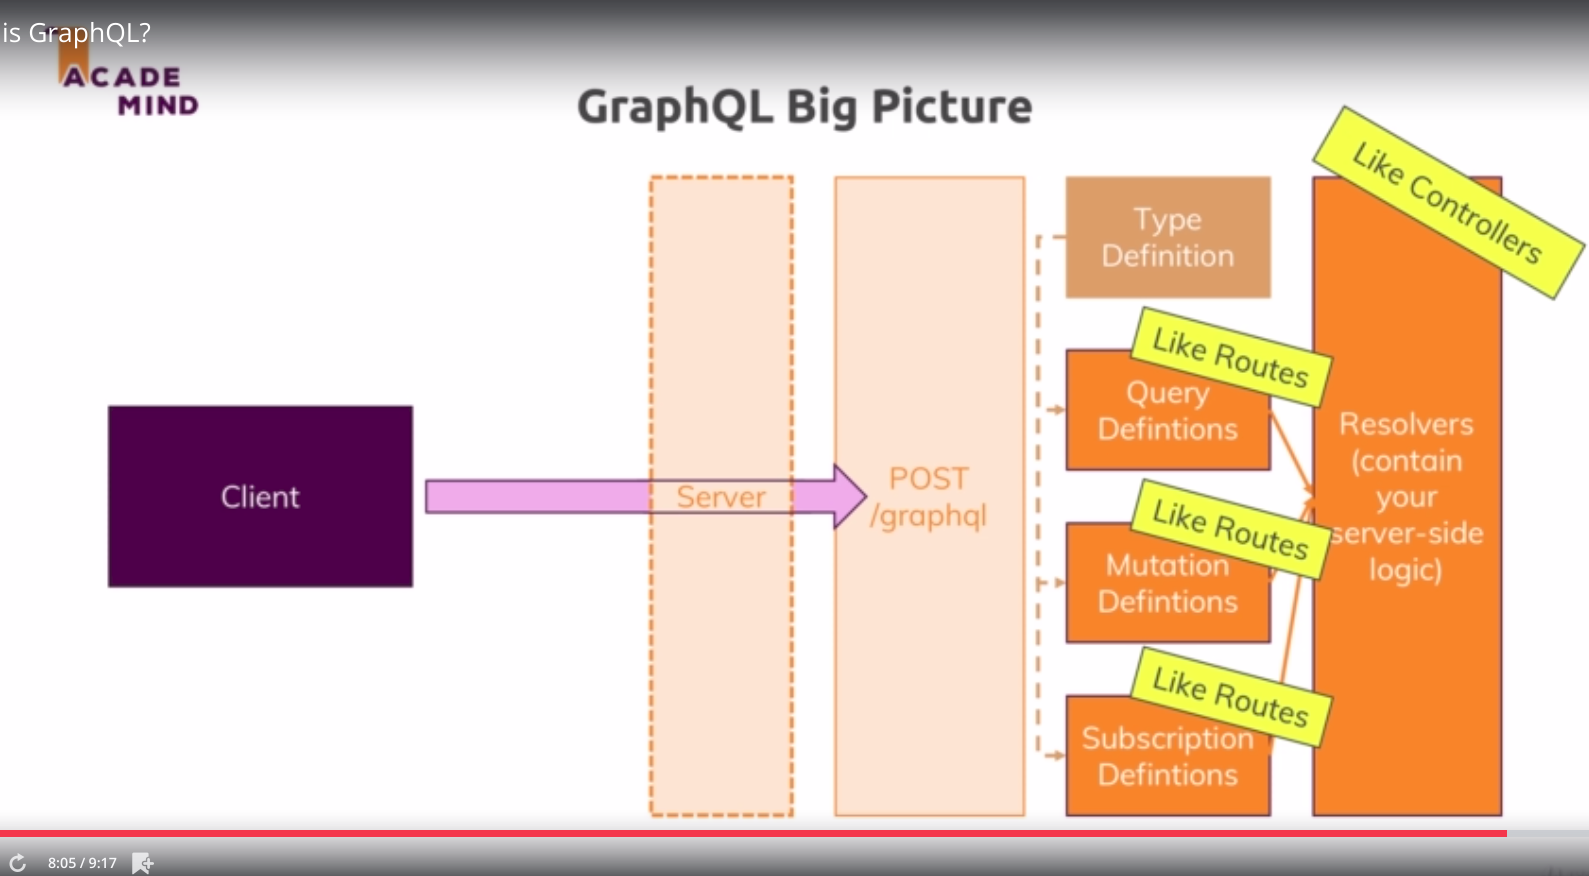 is GraphQL?
ACADE
MIND
GraphQL Big Picture
Like Controllers
Type
Definition
Like Routes
Query
Defintions
Resolvers
(contain
your
server-side
logic)
Client
Server
POST
/graphql
Like Routes
Mutation
Defintions
Like Routes
Subscription
Defintions
8:05 / 9:17